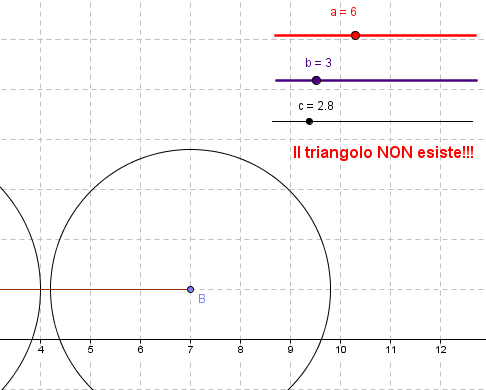 a = 6
b = 3
c = 2.8
Il triangolo NON esiste!!!
B
4 5 6 7 8 9 10 11 12